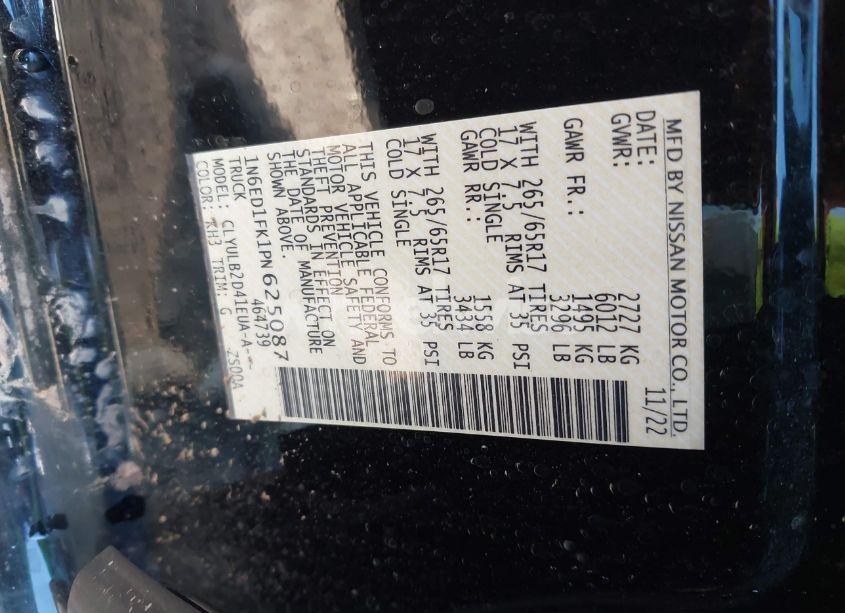 MFD BY NISSAN MOTOR CO., LTD.
DATE: 11/22
GVWR: 2727 KG
6012 LB
GAWR FR.: 1495 KG
3296 LB
WITH 265/65R17 TIRES
17 X 7.5 RIMS AT 35 PSI
COLD SINGLE
GAWR RR.: 1558 KG
3434 LB
WITH 265/65R17 TIRES
17 X 7.5 RIMS AT 35 PSI
COLD SINGLE
THIS VEHICLE CONFORMS TO
ALL APPLICABLE FEDERAL
MOTOR VEHICLE SAFETY AND
THEFT PREVENTION
STANDARDS IN EFFECT ON
THE DATE OF MANUFACTURE
SHOWN ABOVE.
1N6ED1FK1PN625087
TRUCK 464739
MODEL: CLYULB2D41EUA-A--
COLOR: KH3 TRIM: G